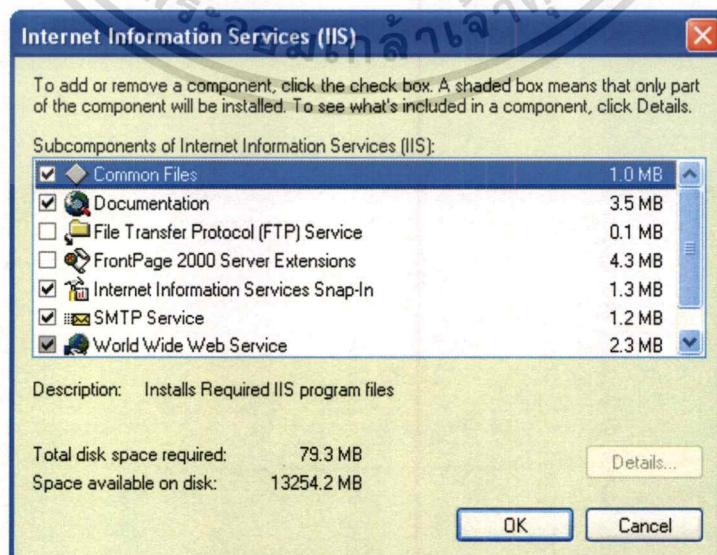 Internet Information Services (IIS)
To add or remove a component, click the check box. A shaded box means that only part
of the component will be installed. To see what's included in a component, click Details.
Subcomponents of Internet Information Services (IIS):
Common Files 1.0 MB
Documentation 3.5 MB
File Transfer Protocol (FTP) Service 0.1 MB
FrontPage 2000 Server Extensions 4.3 MB
Internet Information Services Snap-In 1.3 MB
SMTP Service 1.2 MB
World Wide Web Service 2.3 MB
Description: Installs Required IIS program files
Total disk space required: 79.3 MB
Space available on disk: 13254.2 MB
Details...
OK Cancel